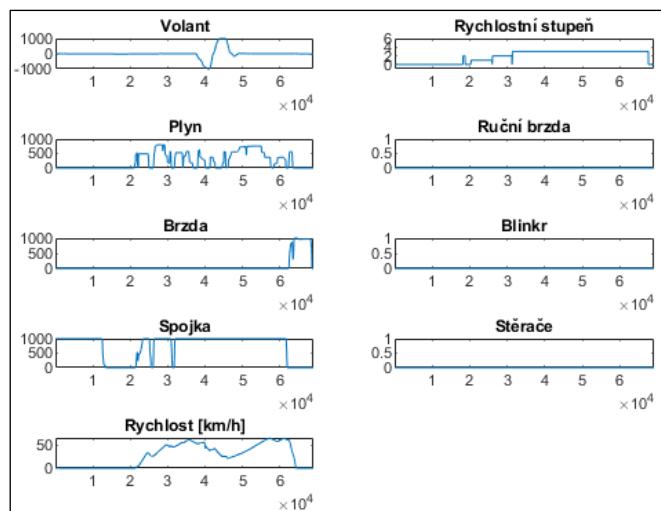 Volant
1000
0
-1000
1 2 3 4 5 6
× 10^4
Rychlostní stupeň
6
4
2
0
1 2 3 4 5 6
× 10^4
Plyn
1000
500
0
1 2 3 4 5 6
× 10^4
Ruční brzda
1
0.5
0
1 2 3 4 5 6
× 10^4
Brzda
1000
500
0
1 2 3 4 5 6
× 10^4
Blinkr
1
0.5
0
1 2 3 4 5 6
× 10^4
Spojka
1000
500
0
1 2 3 4 5 6
× 10^4
Stěrače
1
0.5
0
1 2 3 4 5 6
× 10^4
Rychlost [km/h]
50
0
1 2 3 4 5 6
× 10^4